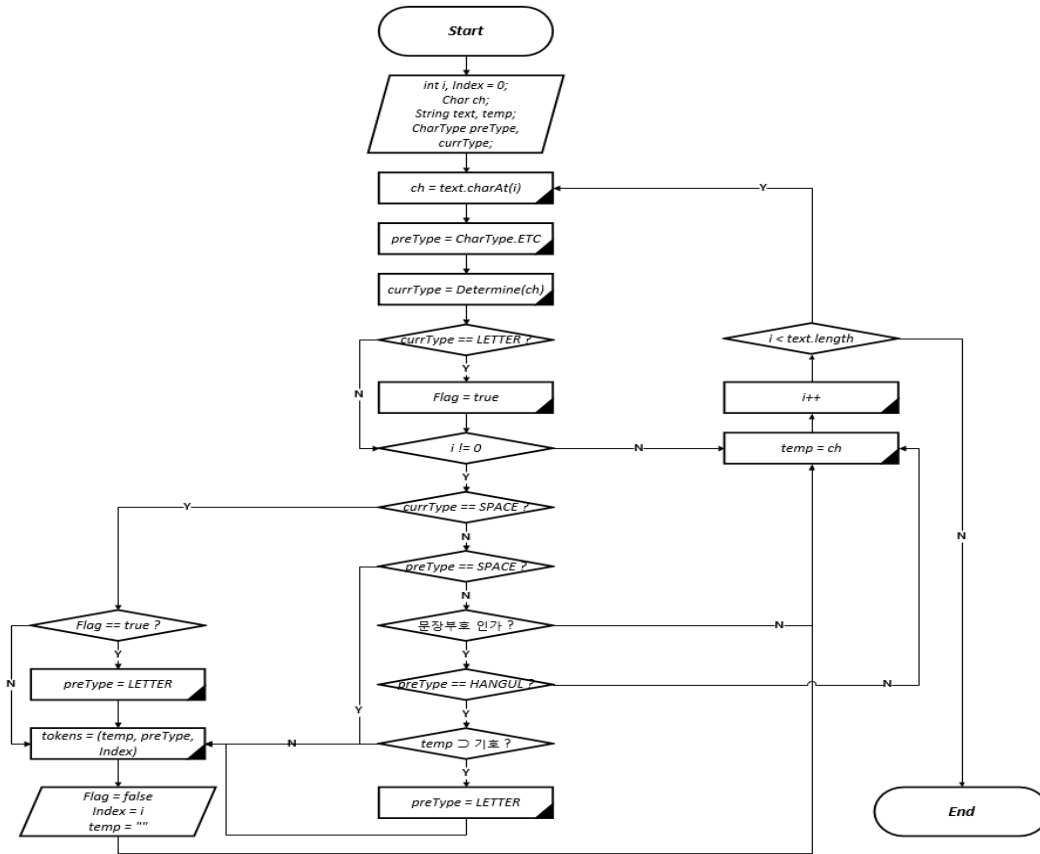 Start
int i, Index = 0;
Char ch;
String text, temp;
CharType preType,
currType;
ch = text.charAt(i)
Y
preType = CharType.ETC
currType = Determine(ch)
currType == LETTER ?
i < text.length
Y
N
Flag = true
i++
i != 0
N
temp = ch
Y
currType == SPACE ?
Y
N
N
preType == SPACE ?
N
Flag == true ?
문장부호 인가 ?
N
Y
Y
preType = LETTER
preType == HANGUL ?
N
N
Y
Y
tokens = (temp, preType,
Index)
N
temp ⊃ 기호 ?
Y
Flag = false
Index = i
temp = ""
preType = LETTER
End